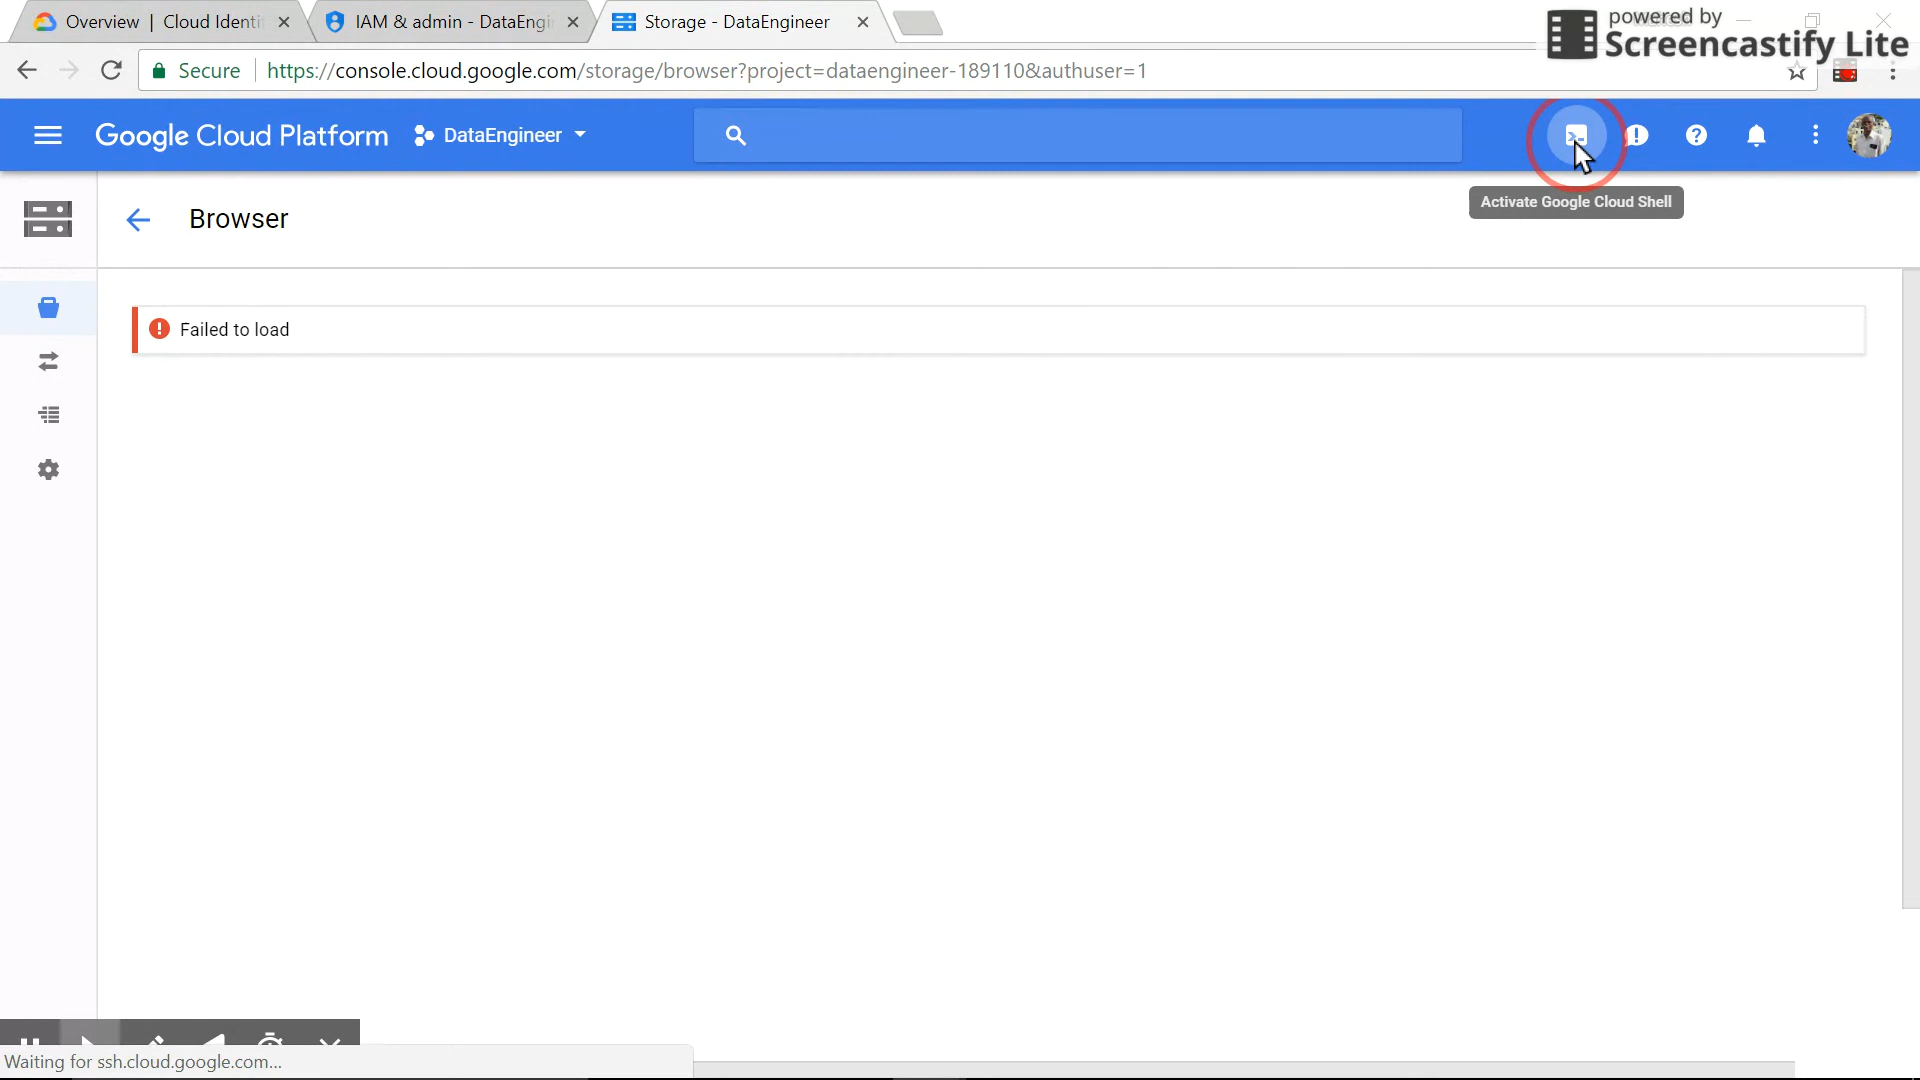 Overview | Cloud Identi
IAM & admin - DataEngi
Storage - DataEngineer
powered by
Screencastify Lite
Secure
https://console.cloud.google.com/storage/browser?project=dataengineer-189110&authuser=1
Google Cloud Platform
DataEngineer
Activate Google Cloud Shell
Browser
Failed to load
Waiting for ssh.cloud.google.com...